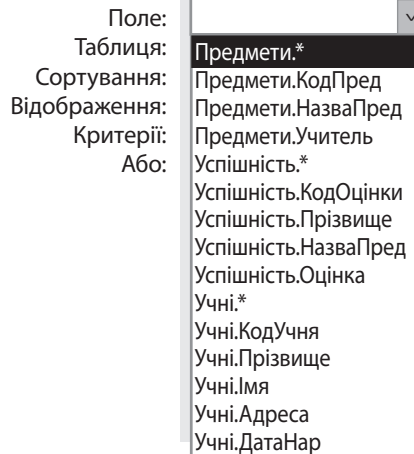 Поле:
Таблиця:
Сортування:
Відображення:
Критерії:
Або:
Предмети.*
Предмети.КодПред
Предмети.НазваПред
Предмети.Учитель
Успішність.*
Успішність.КодОцінки
Успішність.Прізвище
Успішність.НазваПред
Успішність.Оцінка
Учні.*
Учні.КодУчня
Учні.Прізвище
Учні.Імя
Учні.Адреса
Учні.ДатаНар